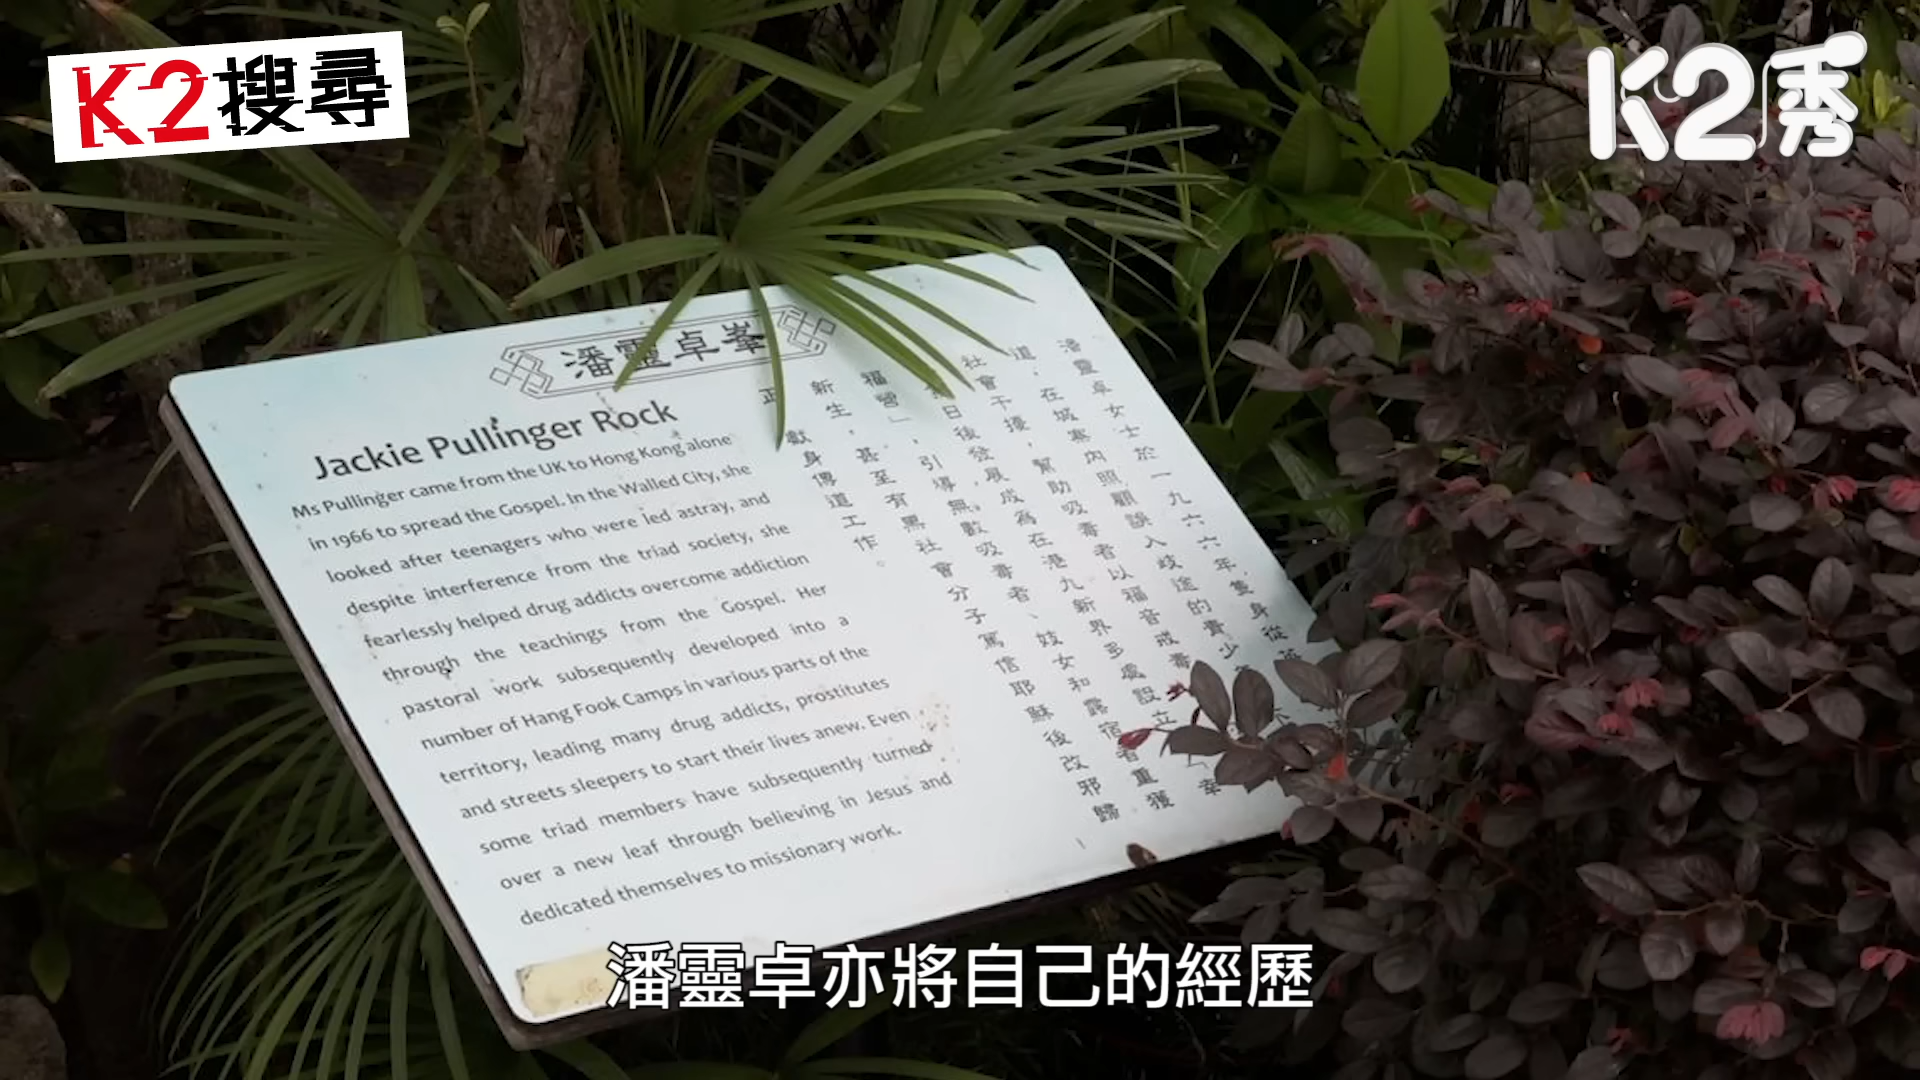 K2搜尋
K2秀
潘靈卓峯
Jackie Pullinger Rock
Ms Pullinger came from the UK to Hong Kong alone
in 1966 to spread the Gospel. In the Walled City, she
looked after teenagers who were led astray, and
despite interference from the triad society, she
fearlessly helped drug addicts overcome addiction
through the teachings from the Gospel. Her
pastoral work subsequently developed into a
number of Hang Fook Camps in various parts of the
territory, leading many drug addicts, prostitutes
and streets sleepers to start their lives anew. Even
some triad members have subsequently turned
over a new leaf through believing in Jesus and
dedicated themselves to missionary work.
潘靈卓女士於一九六六年,隻身從
道,在城寨內照顧誤入歧途的青少
社會干擾,幫助吸毒者以福音戒毒
日後發展成為在港九新界多處設立「幸
福營」,引導無數吸毒者、妓女和露宿者重獲
新生,甚至有黑社會分子篤信耶穌後改邪歸
正 獻身傳道工作。
潘靈卓亦將自己的經歷